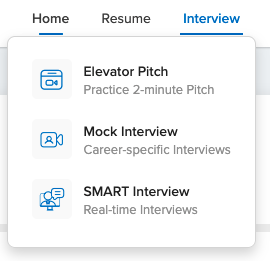 Home Resume Interview
Elevator Pitch
Practice 2-minute Pitch
Mock Interview
Career-specific Interviews
SMART Interview
Real-time Interviews